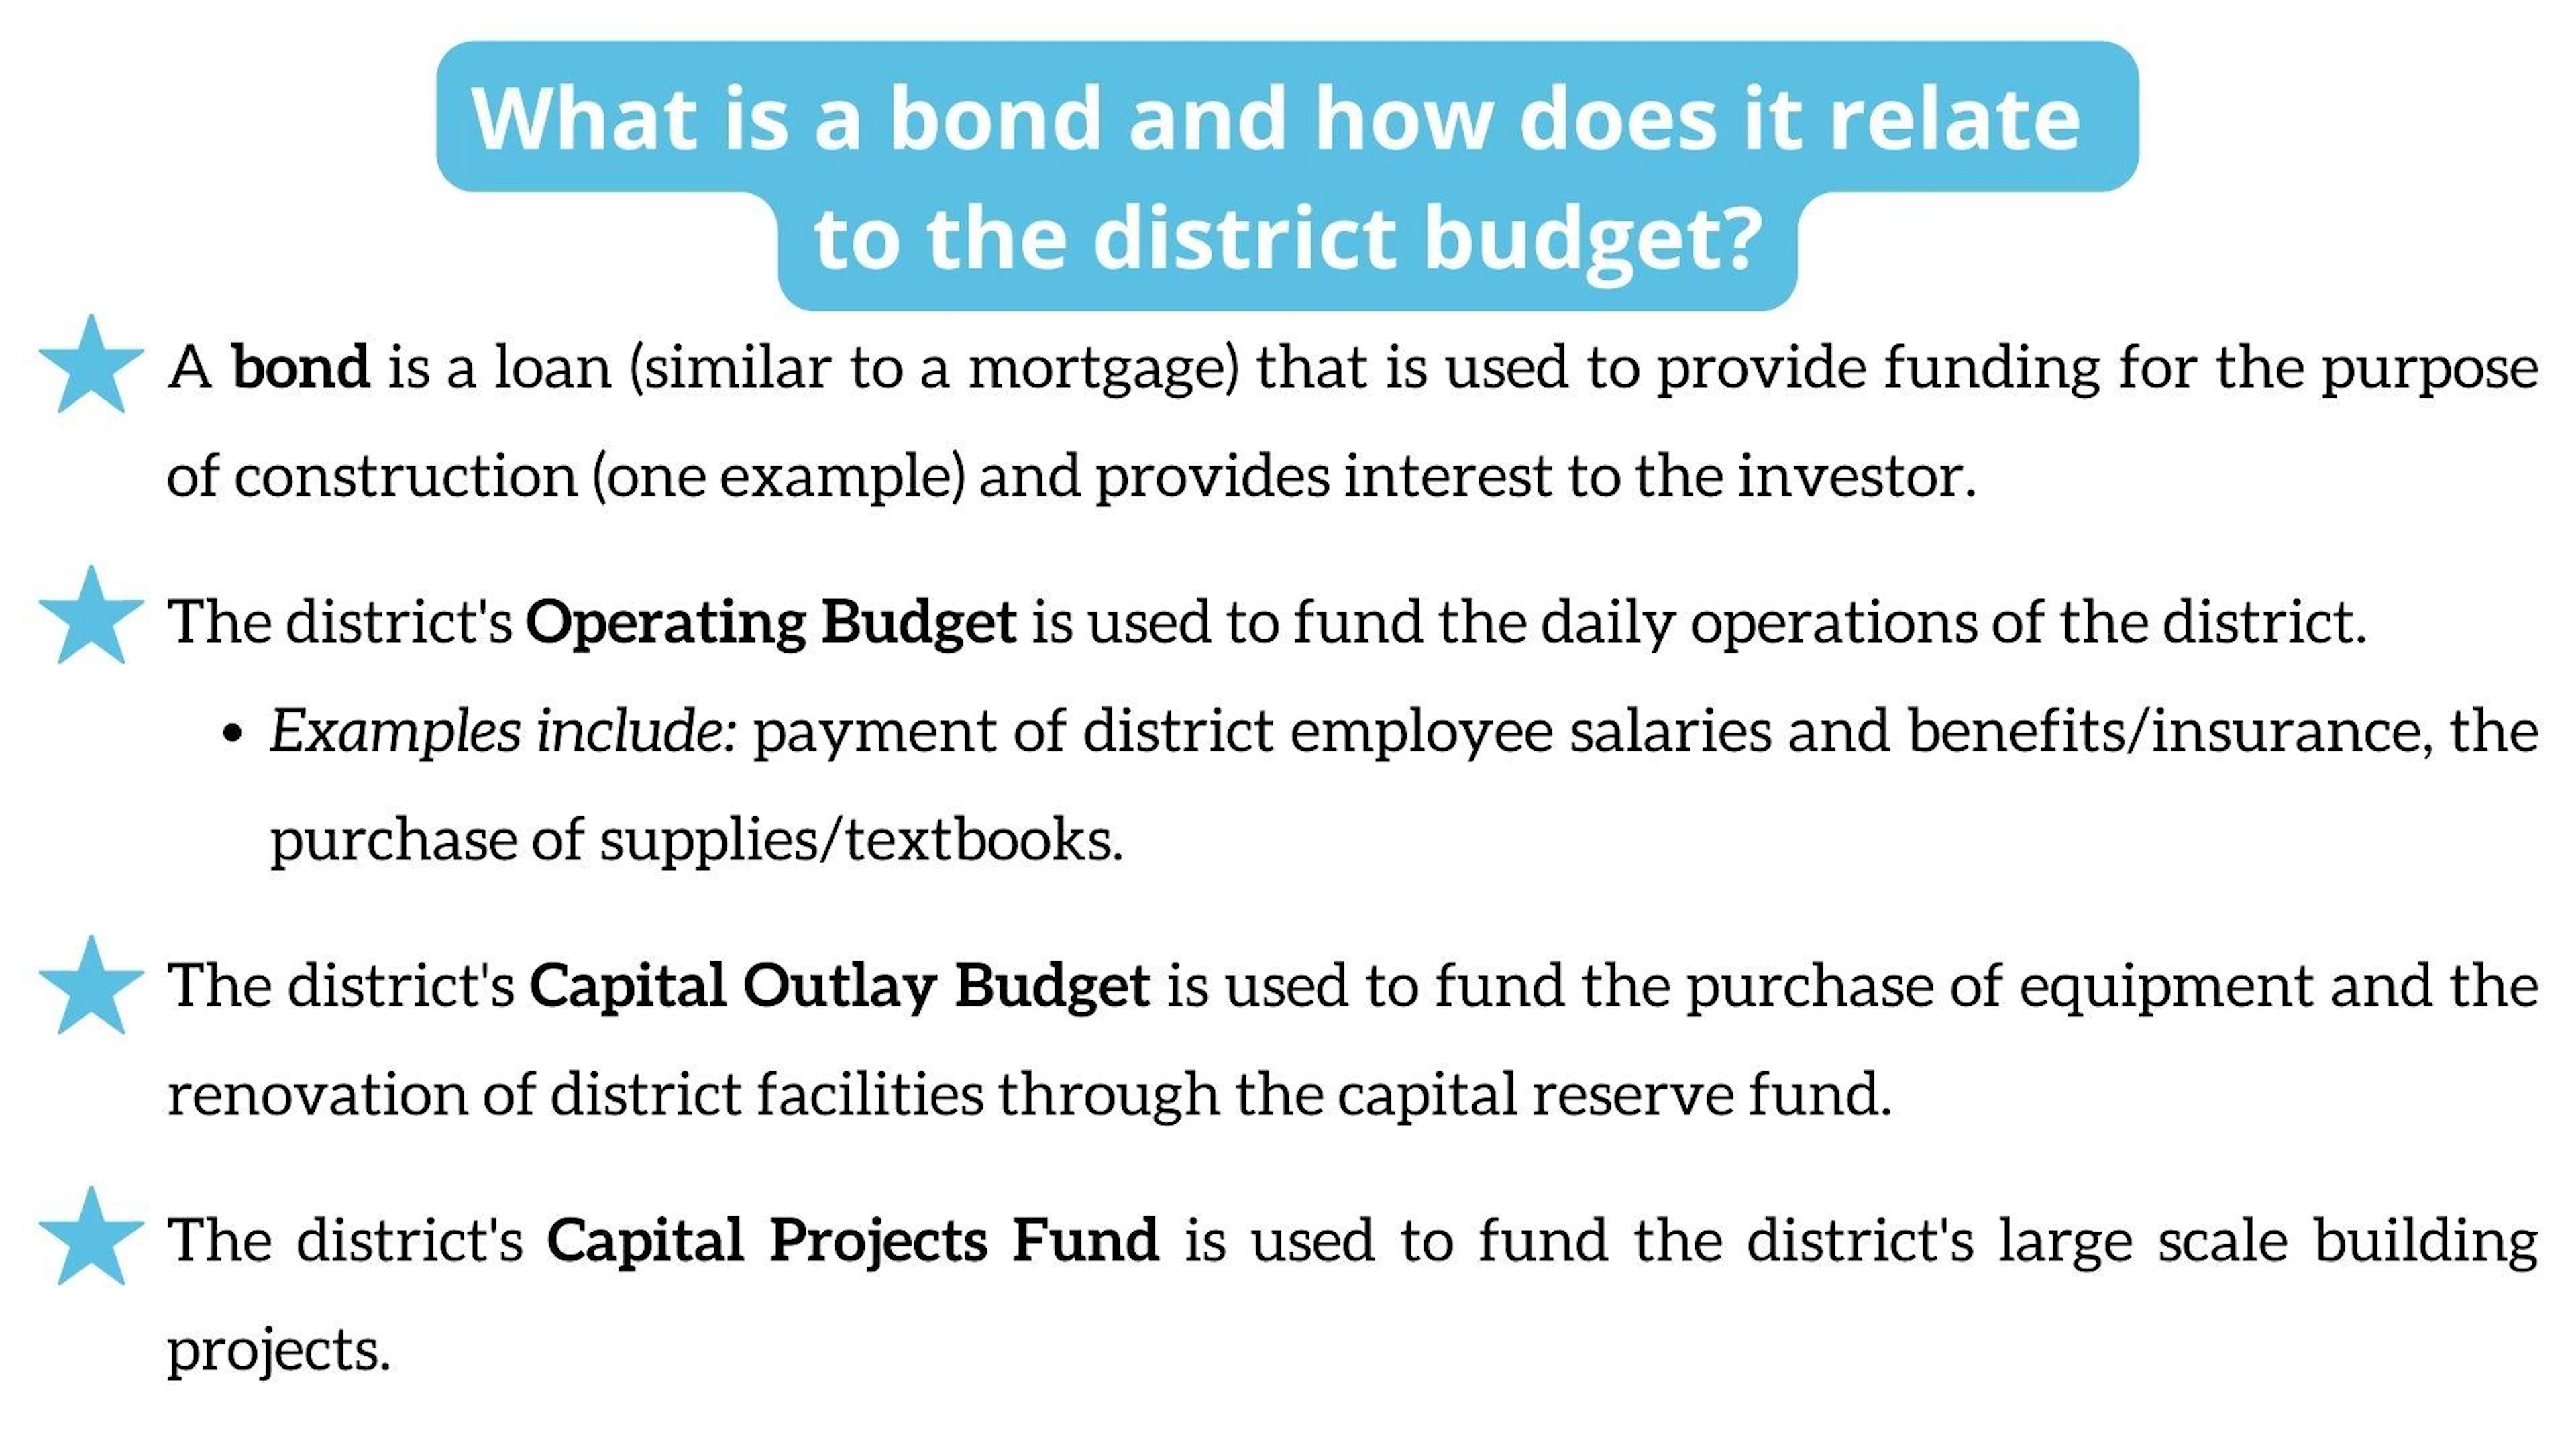 What is a bond and how does it relate
to the district budget?
A bond is a loan (similar to a mortgage) that is used to provide funding for the purpose
of construction (one example) and provides interest to the investor.
The district's Operating Budget is used to fund the daily operations of the district.
• Examples include: payment of district employee salaries and benefits/insurance, the
purchase of supplies/textbooks.
The district's Capital Outlay Budget is used to fund the purchase of equipment and the
renovation of district facilities through the capital reserve fund.
The district's Capital Projects Fund is used to fund the district's large scale building
projects.